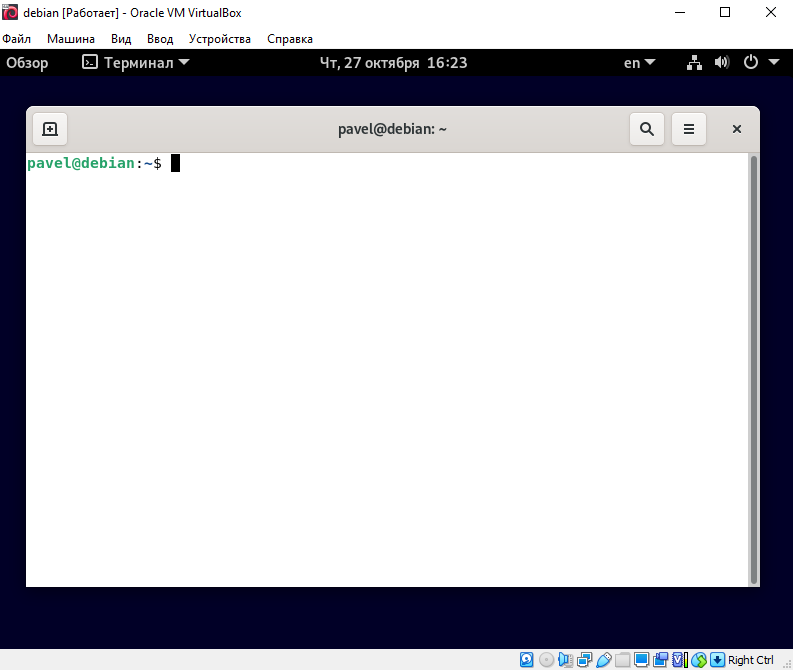 debian [Работает] - Oracle VM VirtualBox
Файл Машина Вид Ввод Устройства Справка
Обзор Терминал Чт, 27 октября 16:23 en
pavel@debian: ~
pavel@debian:~$
Right Ctrl